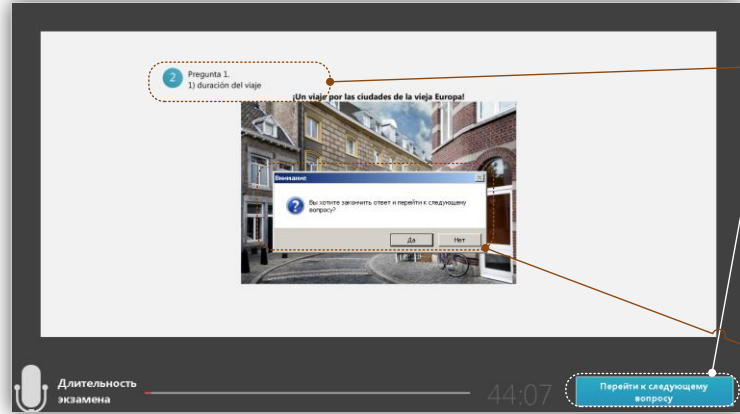 2
Pregunta 1.
1) duración del viaje
¡Un viaje por las ciudades de la vieja Europa!
Внимание
Вы хотите закончить ответ и перейти к следующему
вопросу?
Да
Нет
Длительность
экзамена
44:07
Перейти к следующему
вопросу